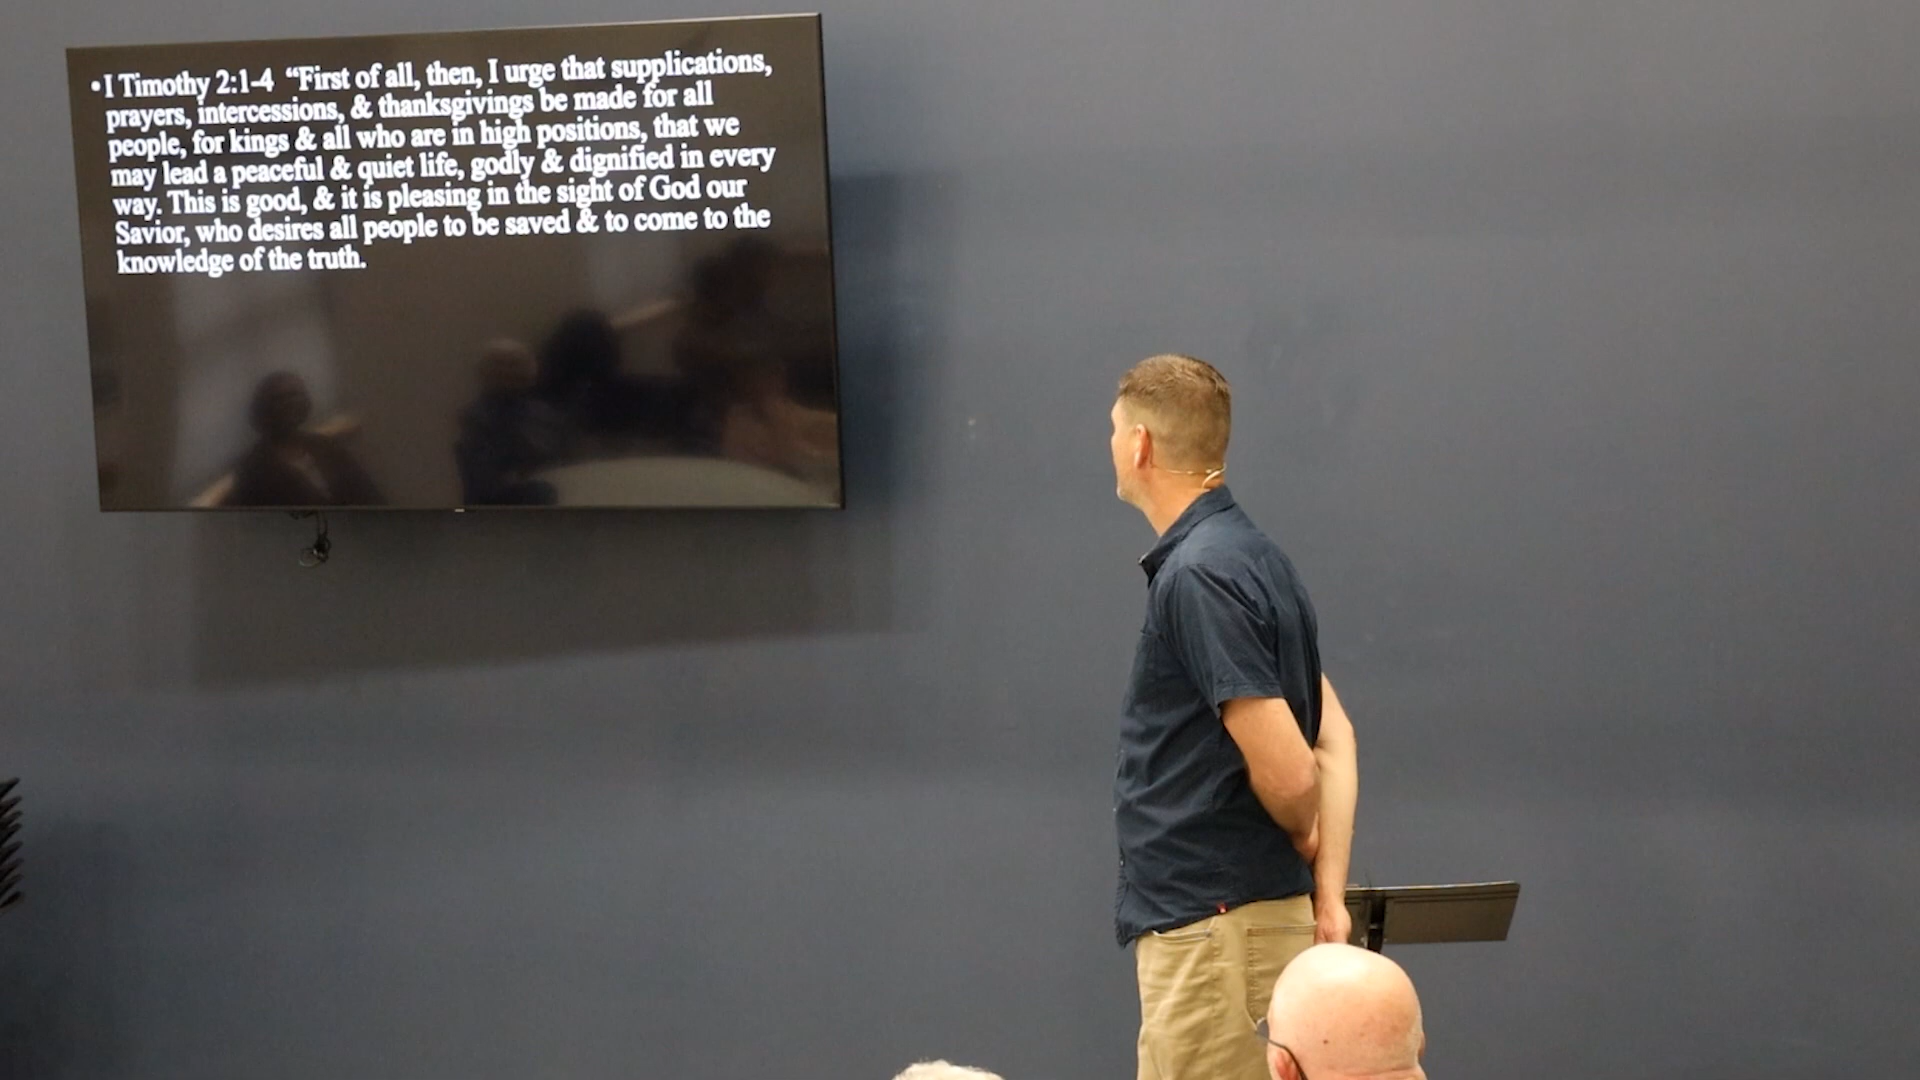 •I Timothy 2:1-4 “First of all, then, I urge that supplications,
prayers, intercessions, & thanksgivings be made for all
people, for kings & all who are in high positions, that we
may lead a peaceful & quiet life, godly & dignified in every
way. This is good, & it is pleasing in the sight of God our
Savior, who desires all people to be saved & to come to the
knowledge of the truth.